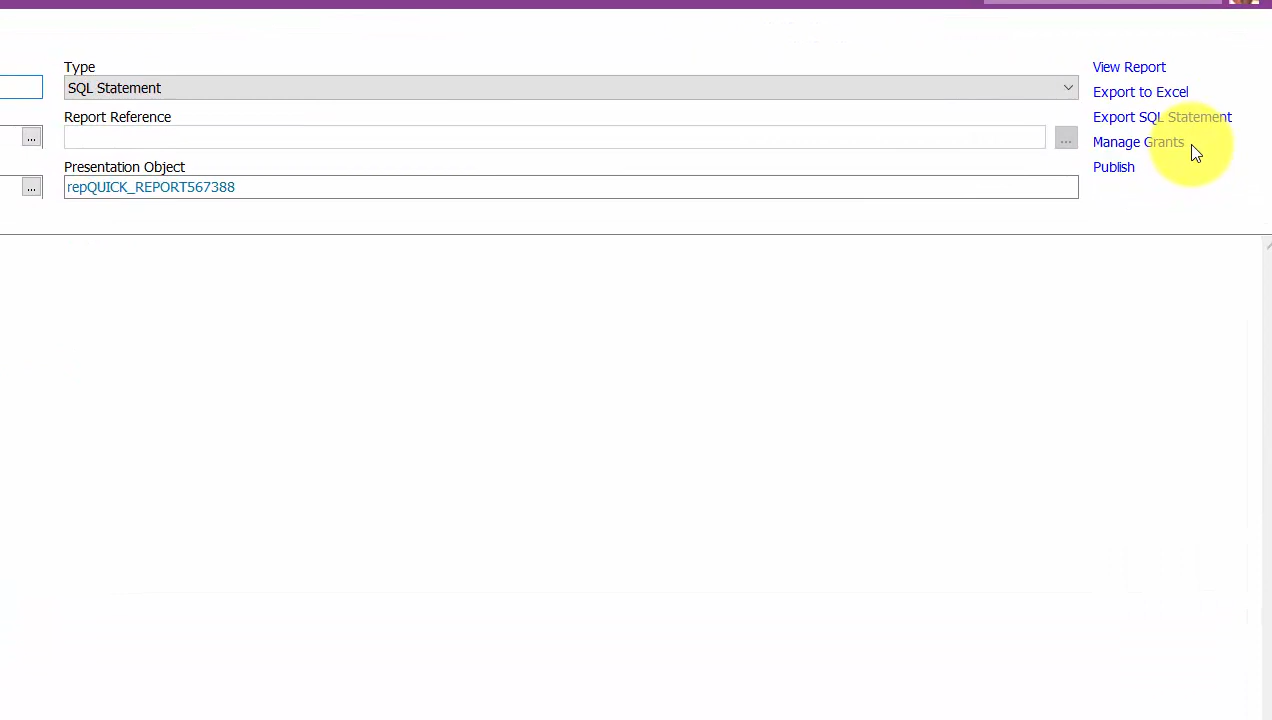 Type
SQL Statement
Report Reference
...
...
Presentation Object
repQUICK_REPORT567388
...
View Report
Export to Excel
Export SQL Statement
Manage Grants
Publish